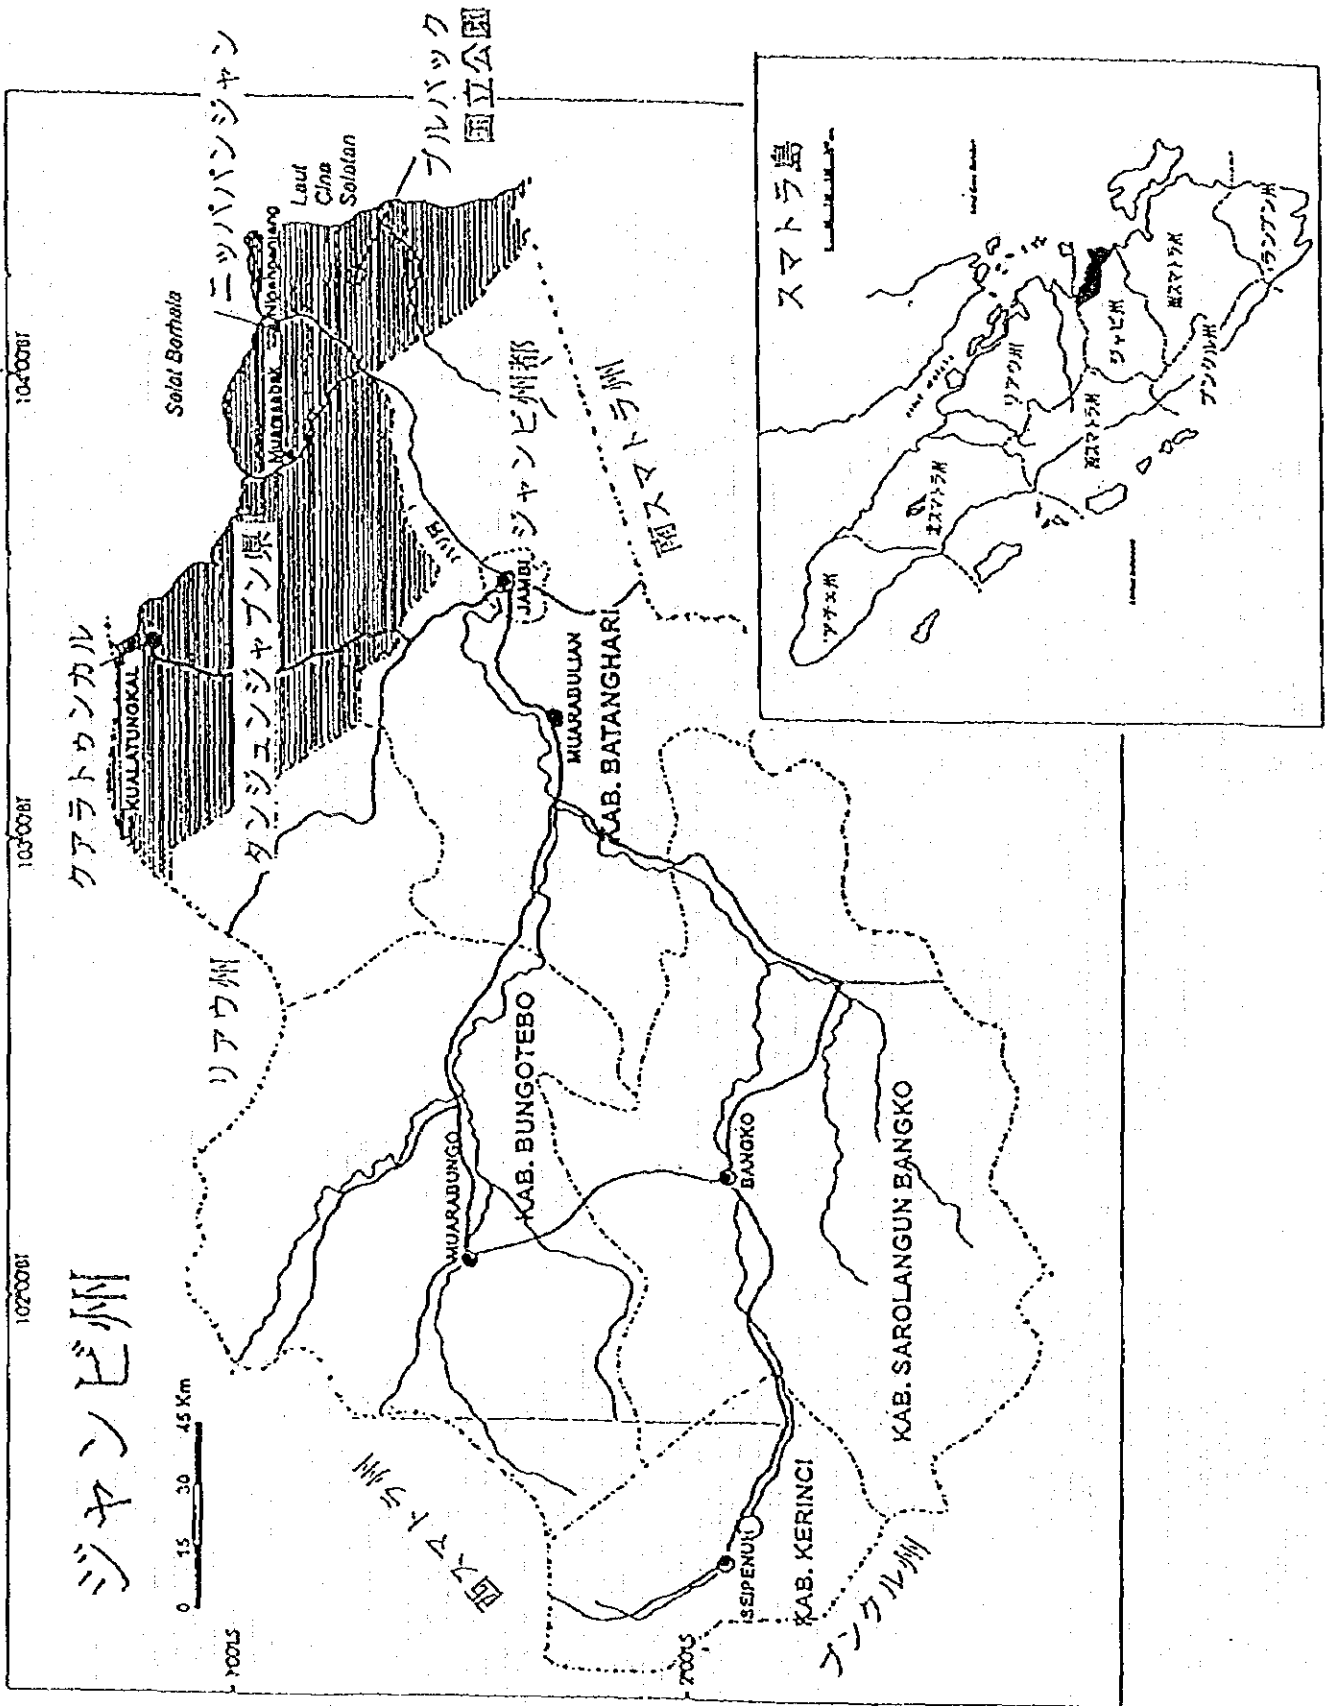 ジャンビ州
0 15 30 45 Km
102°00'BT
103°00'BT
104°00'BT
1°00'LS
2°00'LS
クアラトゥンカル
KUALATUNGKAL
タンジュンジャブン県
Selat Berhala
ニッパパンジャン
Laut
Cina
Selatan
ブルバック
国立公園
リアウ州
JAMBI
ジャンビ州都
南スマトラ州
MUARABULIAN
KAB. BATANGHARI
MUARABUNGO
KAB. BUNGOTEBO
西スマトラ州
BANGKO
KAB. SAROLANGUN BANGKO
KAB. KERINCI
ブンクル州
スマトラ島
アチェ州
北スマトラ州
リアウ州
西スマトラ州
ジャビ州
南スマトラ州
ブンクル州
ランプン州